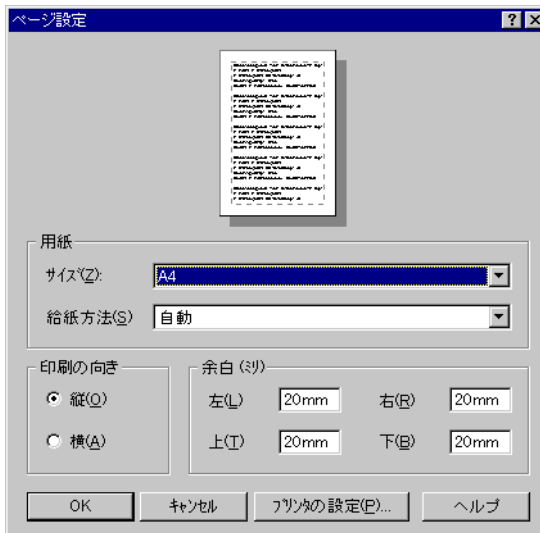 ページ設定
用紙
サイズ(Z):
A4
給紙方法(S)
自動
印刷の向き
縦(O)
横(A)
余白(ミリ)
左(L) 20mm 右(R) 20mm
上(T) 20mm 下(B) 20mm
OK キャンセル プリンタの設定(P)... ヘルプ